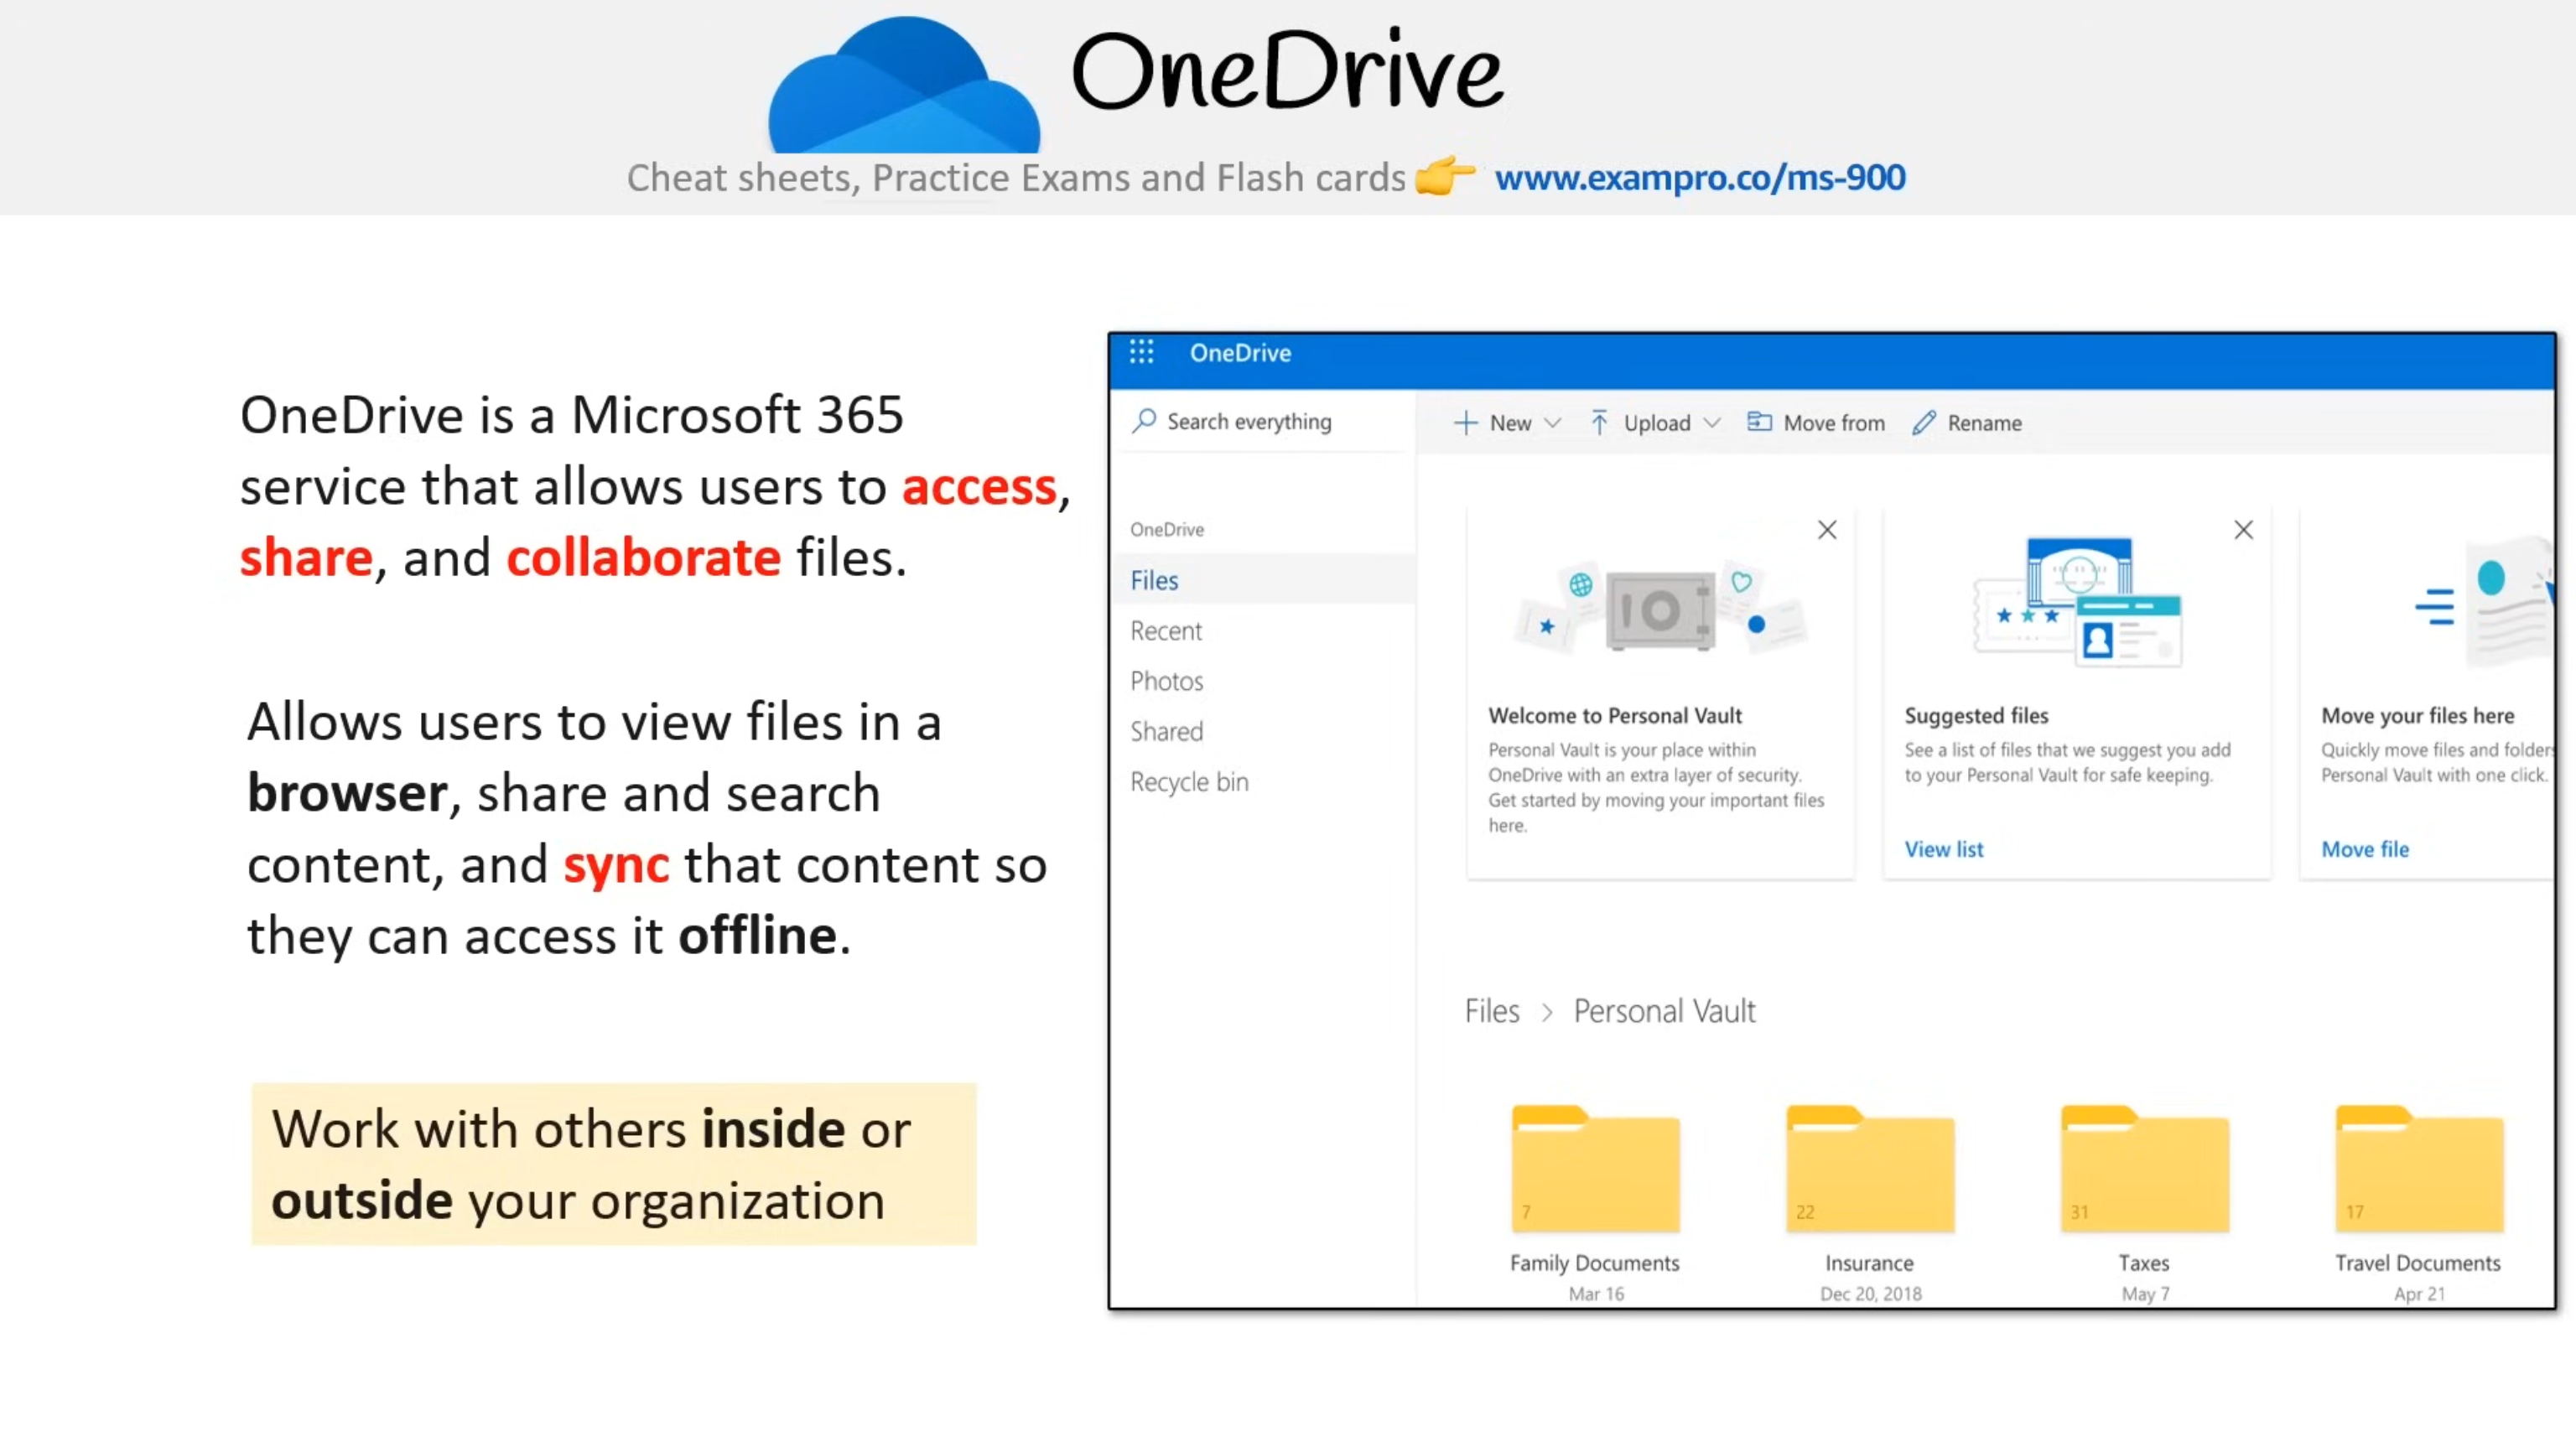 OneDrive
Cheat sheets, Practice Exams and Flash cards www.exampro.co/ms-900
OneDrive is a Microsoft 365
service that allows users to access,
share, and collaborate files.
Allows users to view files in a
browser, share and search
content, and sync that content so
they can access it offline.
Work with others inside or
outside your organization
OneDrive
Search everything
New Upload Move from Rename
OneDrive
Files
Recent
Photos
Shared
Recycle bin
Welcome to Personal Vault
Personal Vault is your place within
OneDrive with an extra layer of security.
Get started by moving your important files
here.
Suggested files
See a list of files that we suggest you add
to your Personal Vault for safe keeping.
View list
Move your files here
Quickly move files and folders
Personal Vault with one click.
Move file
Files > Personal Vault
7
Family Documents
Mar 16
22
Insurance
Dec 20, 2018
31
Taxes
May 7
17
Travel Documents
Apr 21